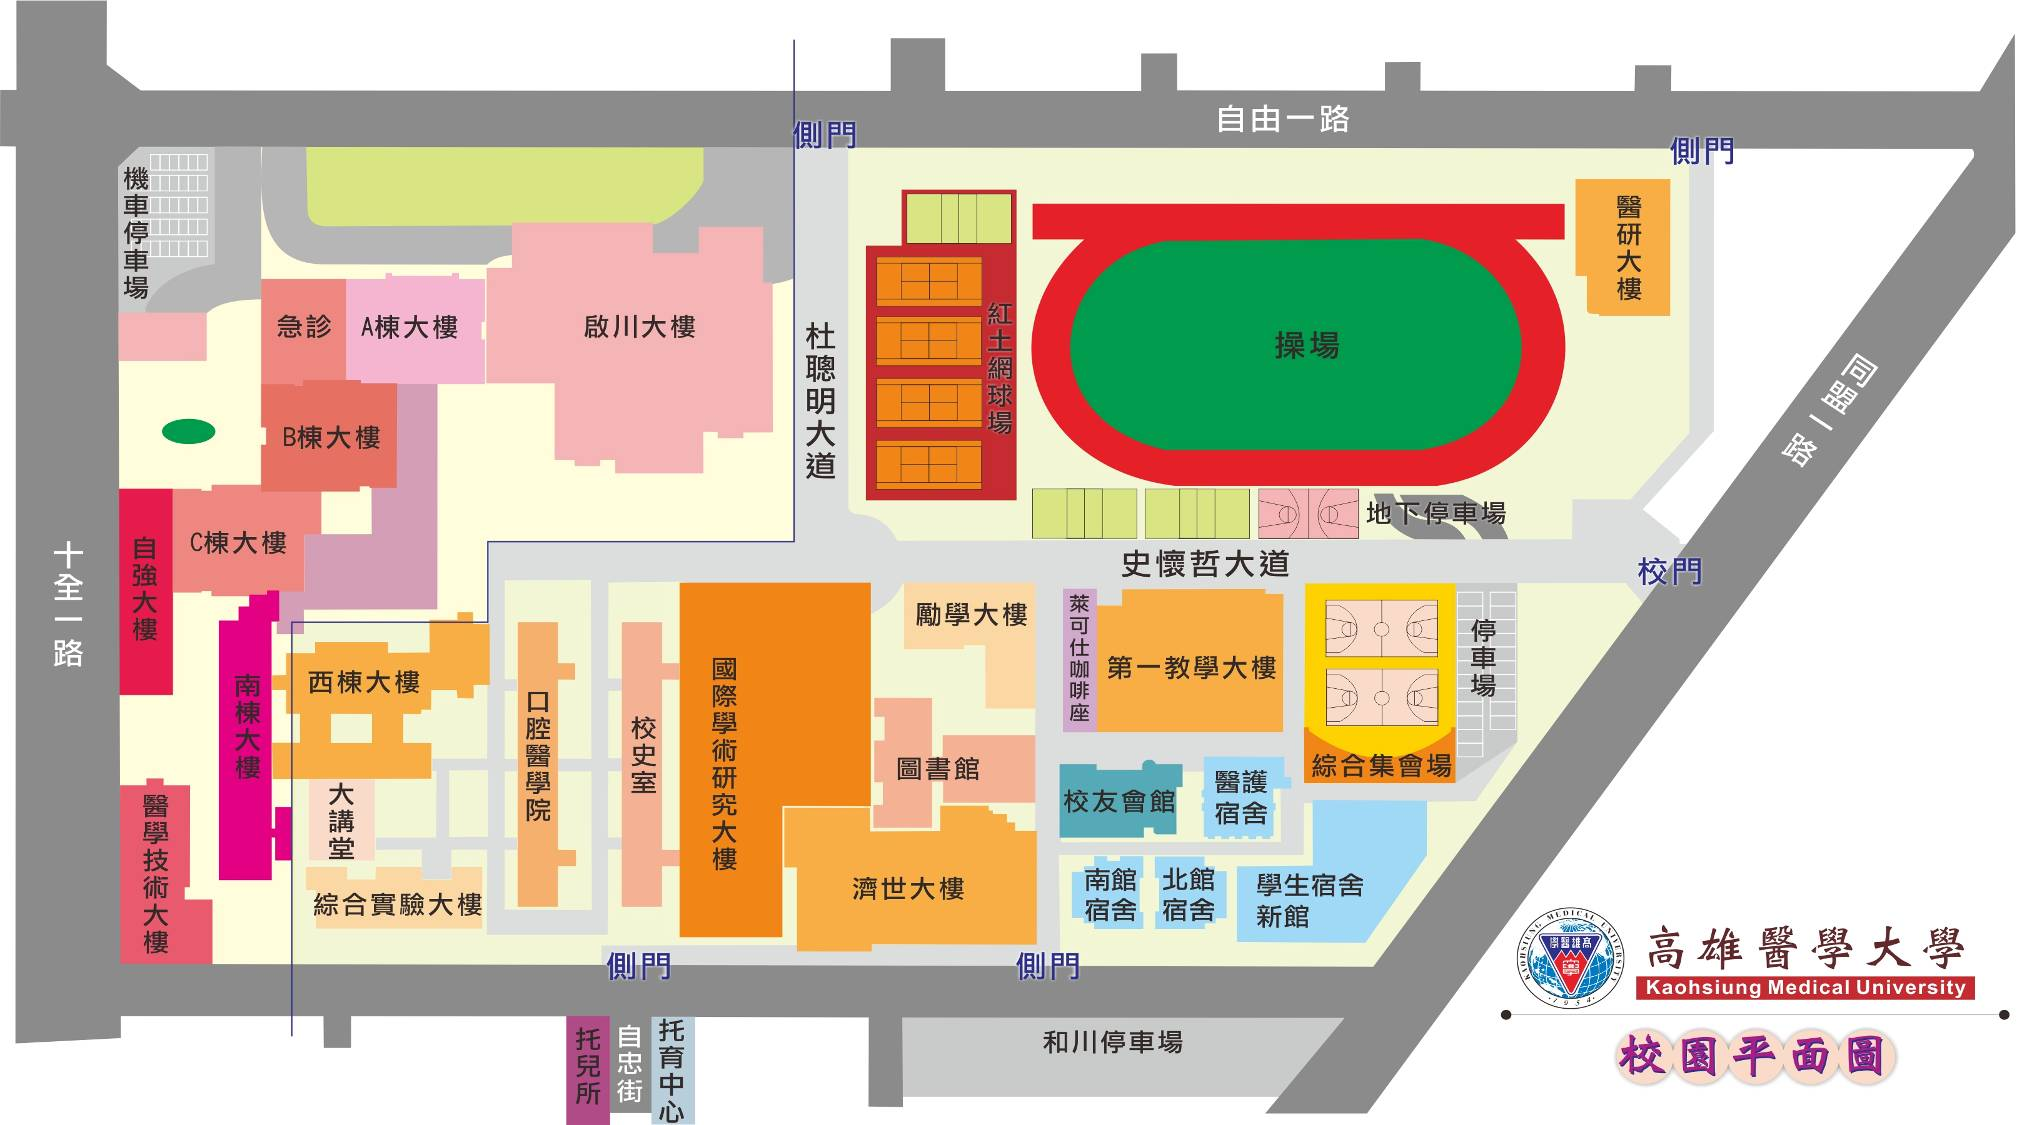 自由一路
側門
側門
機車停車場
醫研大樓
急診
A棟大樓
啟川大樓
杜聰明大道
紅土網球場
操場
同盟二路
B棟大樓
地下停車場
C棟大樓
自強大樓
十全一路
史懷哲大道
校門
南棟大樓
西棟大樓
口腔醫學院
校史室
國際學術研究大樓
勵學大樓
萊可仕咖啡座
第一教學大樓
停車場
圖書館
綜合集會場
大講堂
校友會館
醫護
宿舍
醫學技術大樓
綜合實驗大樓
濟世大樓
南館
宿舍
北館
宿舍
學生宿舍
新館
側門
側門
托兒所
自忠街
托育中心
和川停車場
KAOHSIUNG MEDICAL UNIVERSITY
·1954·
高雄醫學大學
Kaohsiung Medical University
校園平面圖